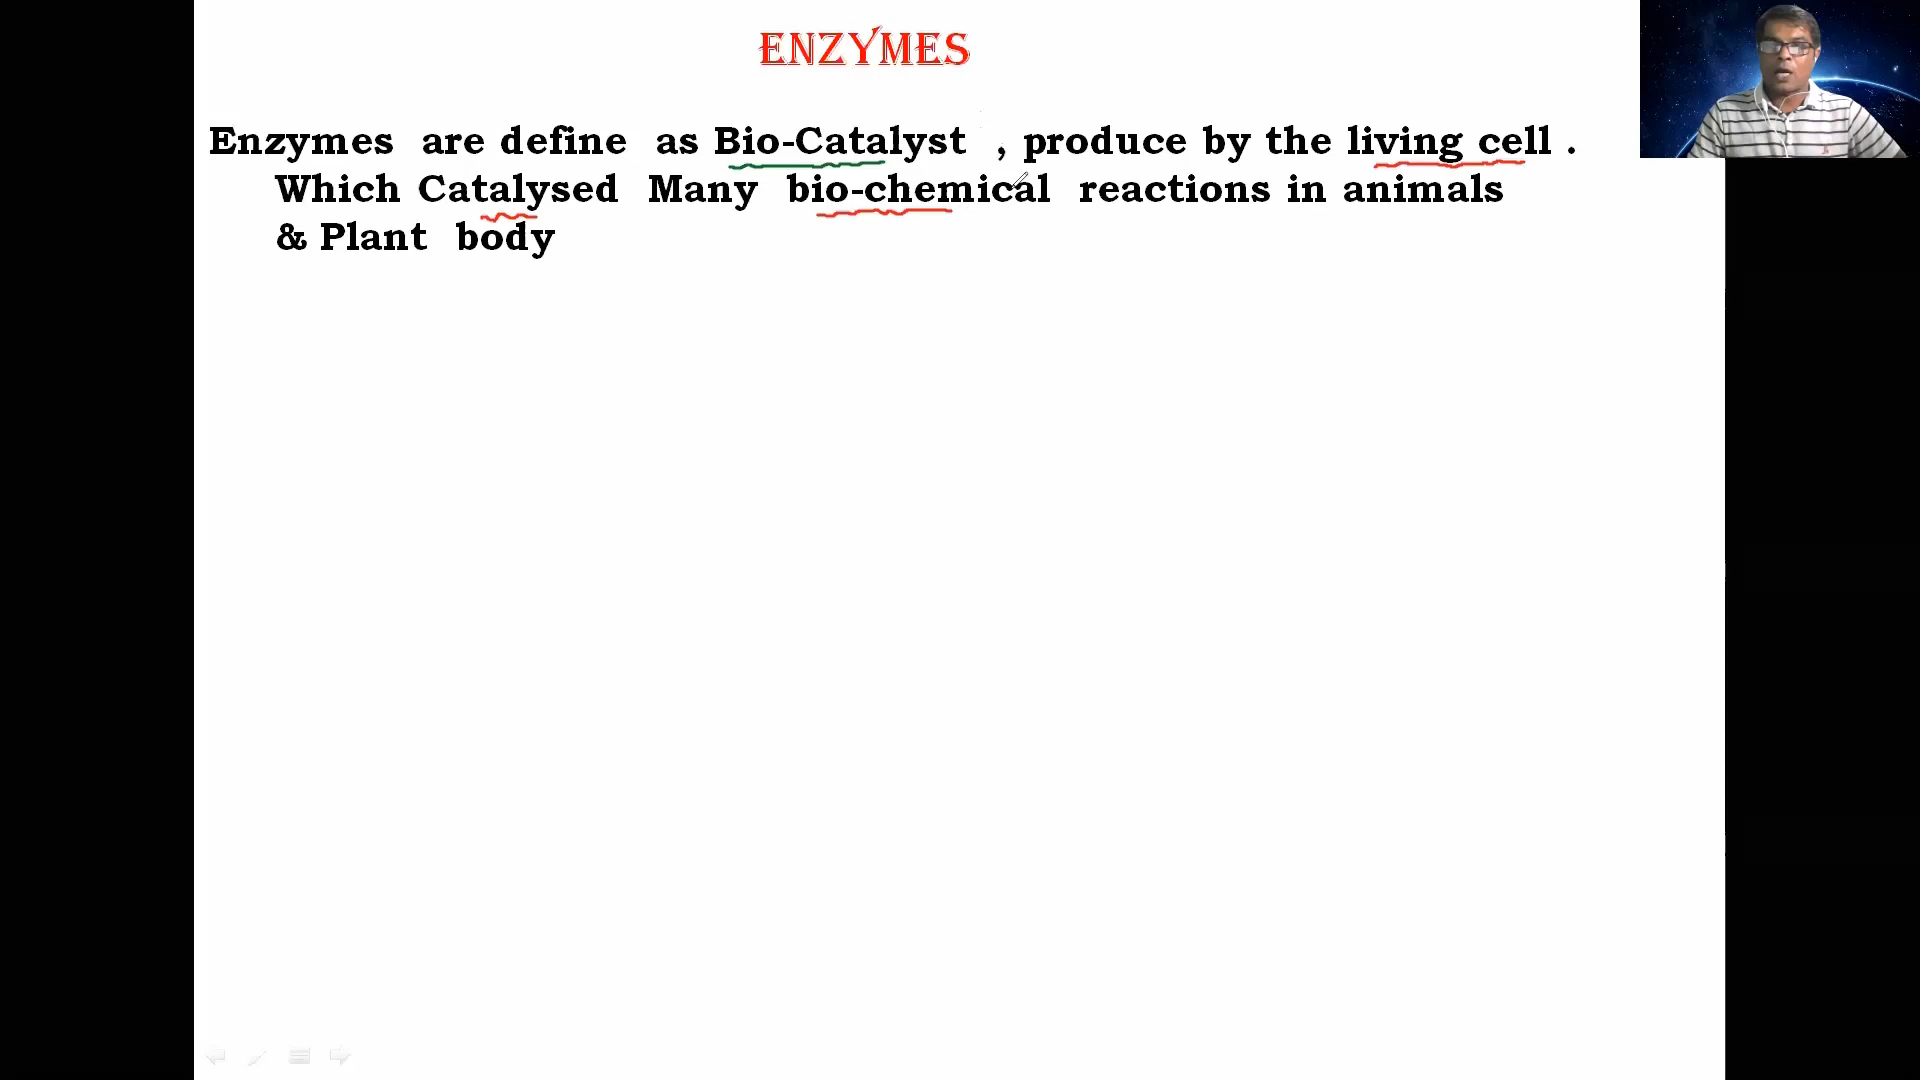 ENZYMES
Enzymes are define as Bio-Catalyst , produce by the living cell .
Which Catalysed Many bio-chemical reactions in animals
& Plant body